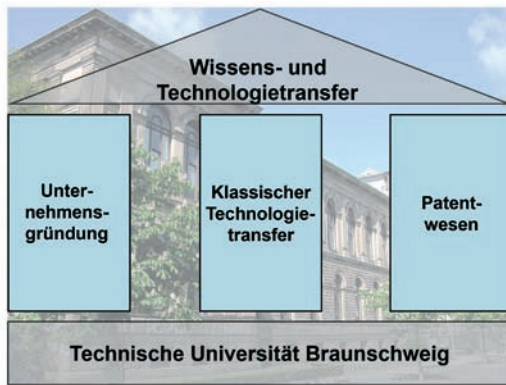 Wissens- und
Technologietransfer
Unter-
nehmens-
gründung
Klassischer
Technologie-
transfer
Patent-
wesen
Technische Universität Braunschweig